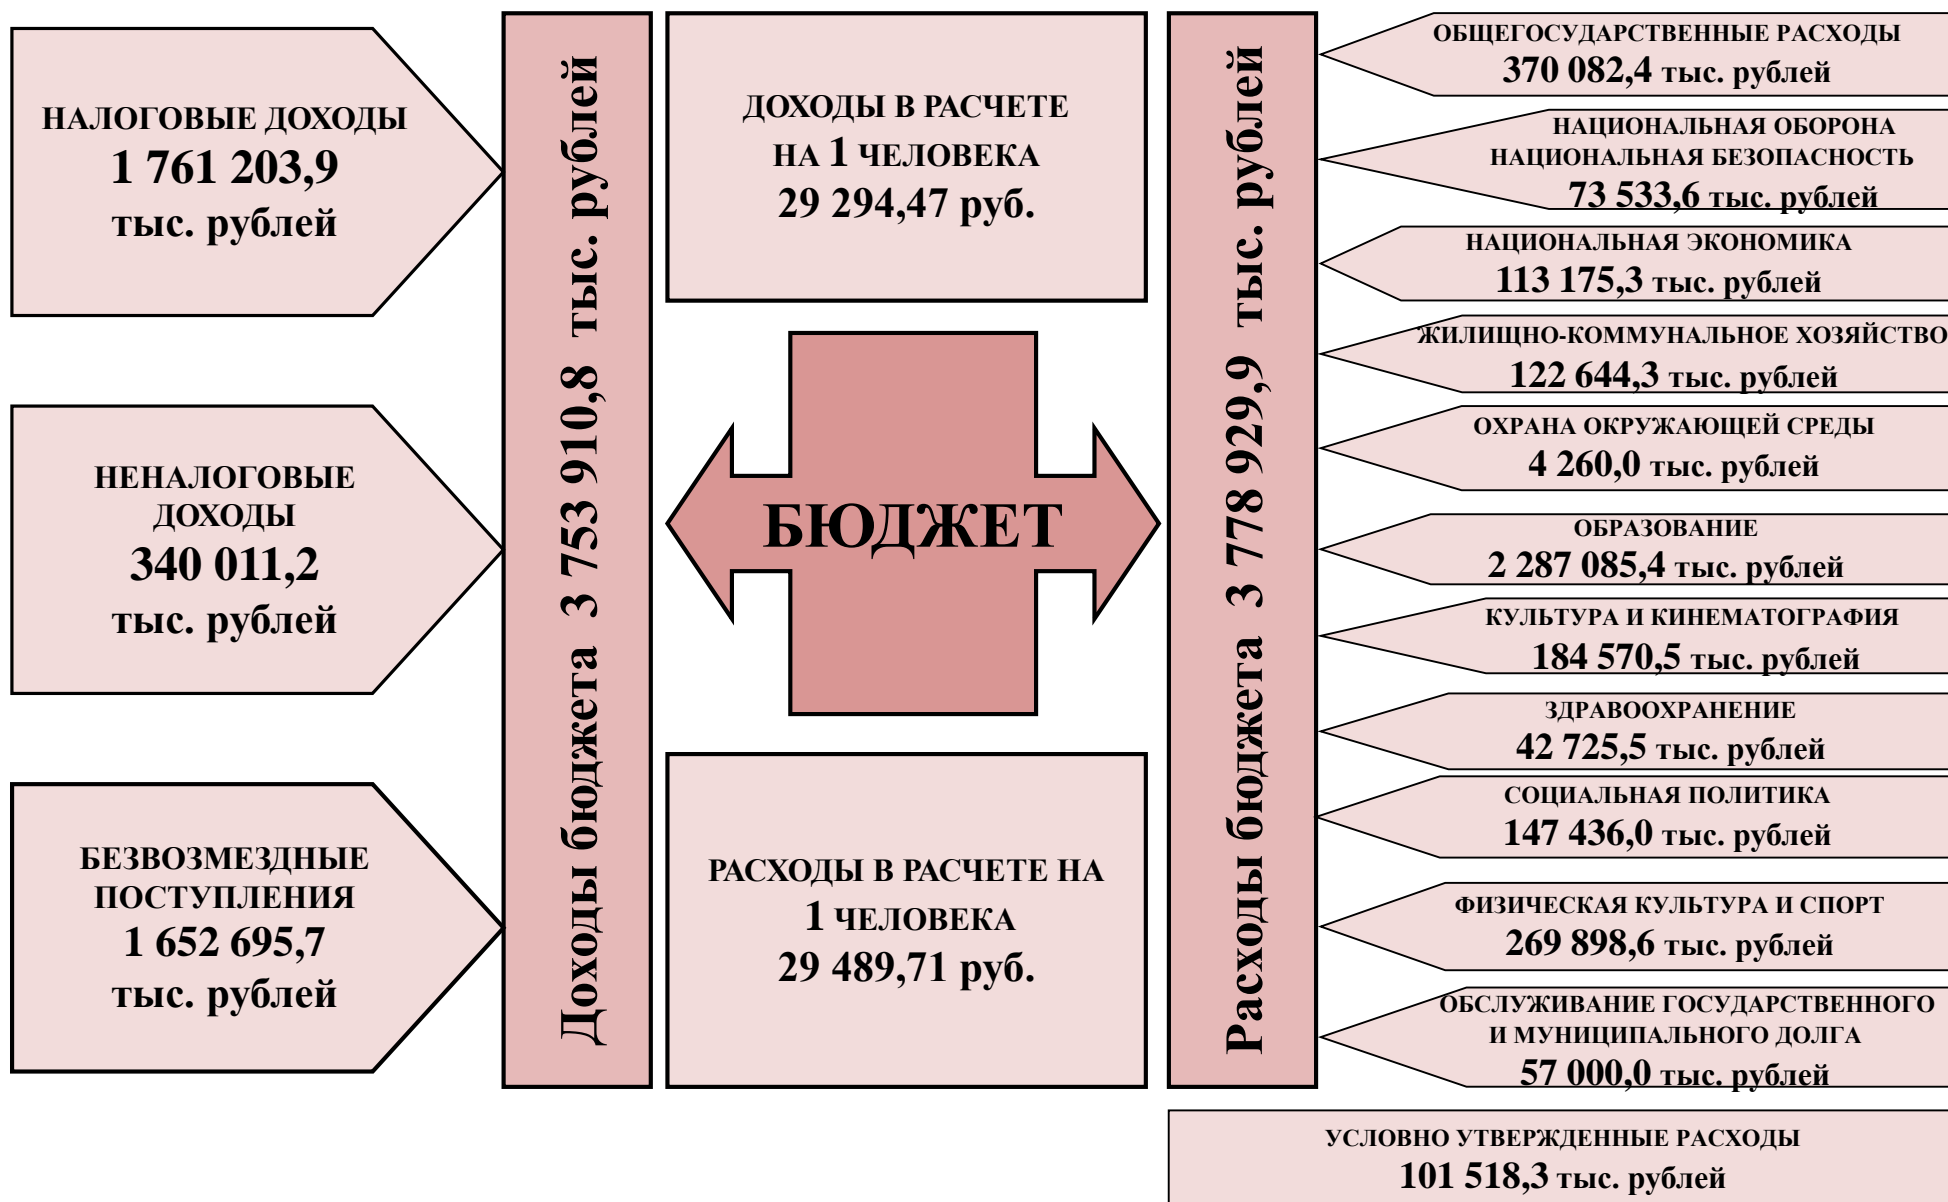 НАЛОГОВЫЕ ДОХОДЫ
1 761 203,9
тыс. рублей
НЕНАЛОГОВЫЕ
ДОХОДЫ
340 011,2
тыс. рублей
БЕЗВОЗМЕЗДНЫЕ
ПОСТУПЛЕНИЯ
1 652 695,7
тыс. рублей
Доходы бюджета 3 753 910,8 тыс. рублей
ДОХОДЫ В РАСЧЕТЕ
НА 1 ЧЕЛОВЕКА
29 294,47 руб.
БЮДЖЕТ
РАСХОДЫ В РАСЧЕТЕ НА
1 ЧЕЛОВЕКА
29 489,71 руб.
Расходы бюджета 3 778 929,9 тыс. рублей
ОБЩЕГОСУДАРСТВЕННЫЕ РАСХОДЫ
370 082,4 тыс. рублей
НАЦИОНАЛЬНАЯ ОБОРОНА
НАЦИОНАЛЬНАЯ БЕЗОПАСНОСТЬ
73 533,6 тыс. рублей
НАЦИОНАЛЬНАЯ ЭКОНОМИКА
113 175,3 тыс. рублей
ЖИЛИЩНО-КОММУНАЛЬНОЕ ХОЗЯЙСТВО
122 644,3 тыс. рублей
ОХРАНА ОКРУЖАЮЩЕЙ СРЕДЫ
4 260,0 тыс. рублей
ОБРАЗОВАНИЕ
2 287 085,4 тыс. рублей
КУЛЬТУРА И КИНЕМАТОГРАФИЯ
184 570,5 тыс. рублей
ЗДРАВООХРАНЕНИЕ
42 725,5 тыс. рублей
СОЦИАЛЬНАЯ ПОЛИТИКА
147 436,0 тыс. рублей
ФИЗИЧЕСКАЯ КУЛЬТУРА И СПОРТ
269 898,6 тыс. рублей
ОБСЛУЖИВАНИЕ ГОСУДАРСТВЕННОГО
И МУНИЦИПАЛЬНОГО ДОЛГА
57 000,0 тыс. рублей
УСЛОВНО УТВЕРЖДЕННЫЕ РАСХОДЫ
101 518,3 тыс. рублей